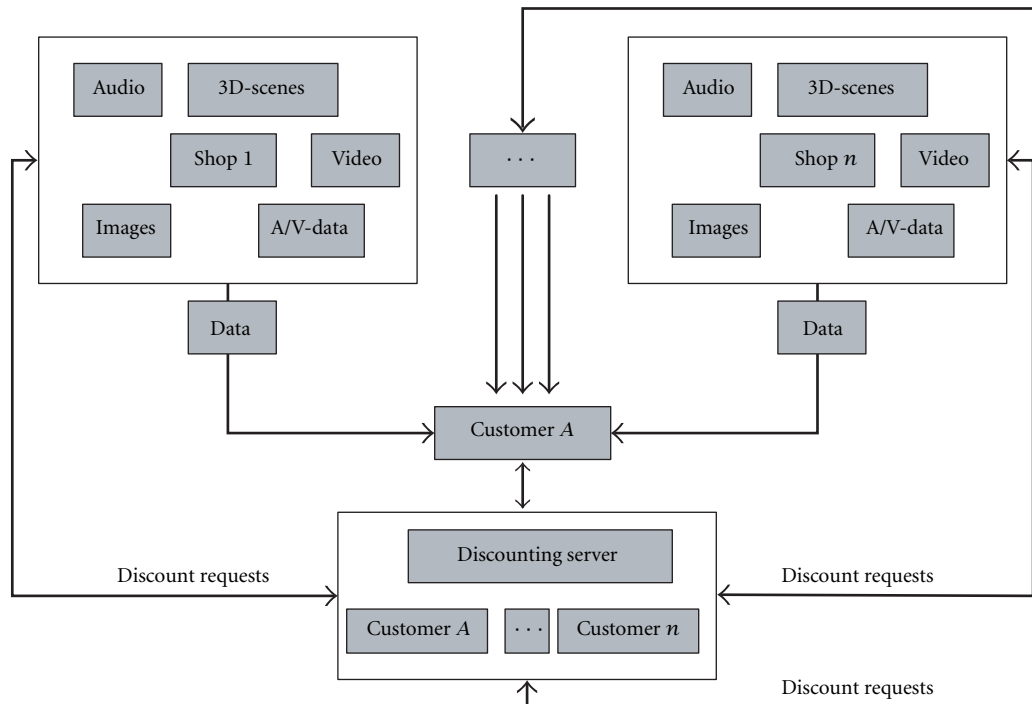 Audio
3D-scenes
Shop 1
Video
Images
A/V-data
Data
. . .
Audio
3D-scenes
Shop n
Video
Images
A/V-data
Data
Customer A
Discounting server
Customer A
. . .
Customer n
Discount requests
Discount requests
Discount requests